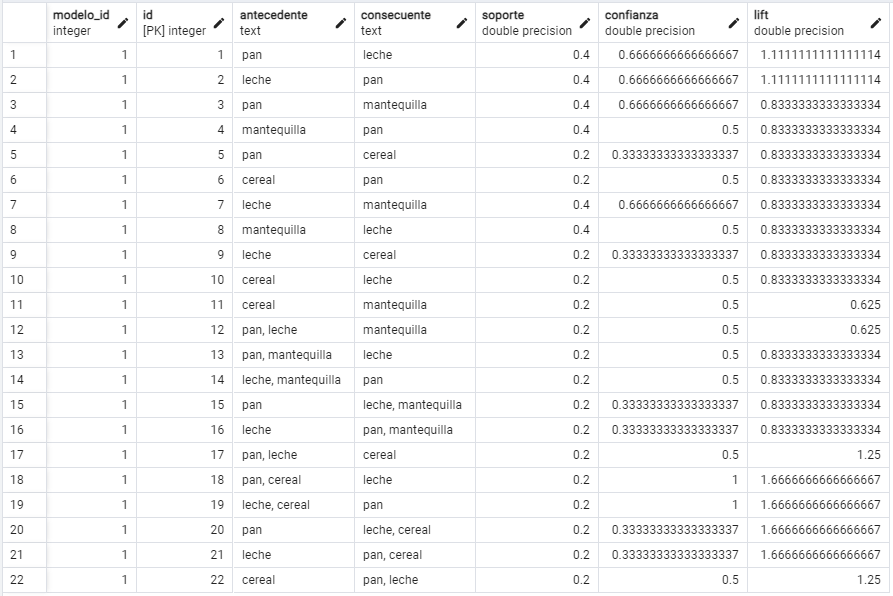 modelo_id integer id [PK] integer antecedente text consecuente text soporte double precision confianza double precision lift double precision
1 1 1 pan leche 0.4 0.6666666666666667 1.1111111111111114
2 1 2 leche pan 0.4 0.6666666666666667 1.1111111111111114
3 1 3 pan mantequilla 0.4 0.6666666666666667 0.8333333333333334
4 1 4 mantequilla pan 0.4 0.5 0.8333333333333334
5 1 5 pan cereal 0.2 0.33333333333333337 0.8333333333333334
6 1 6 cereal pan 0.2 0.5 0.8333333333333334
7 1 7 leche mantequilla 0.4 0.6666666666666667 0.8333333333333334
8 1 8 mantequilla leche 0.4 0.5 0.8333333333333334
9 1 9 leche cereal 0.2 0.33333333333333337 0.8333333333333334
10 1 10 cereal leche 0.2 0.5 0.8333333333333334
11 1 11 cereal mantequilla 0.2 0.5 0.625
12 1 12 pan, leche mantequilla 0.2 0.5 0.625
13 1 13 pan, mantequilla leche 0.2 0.5 0.8333333333333334
14 1 14 leche, mantequilla pan 0.2 0.5 0.8333333333333334
15 1 15 pan leche, mantequilla 0.2 0.33333333333333337 0.8333333333333334
16 1 16 leche pan, mantequilla 0.2 0.33333333333333337 0.8333333333333334
17 1 17 pan, leche cereal 0.2 0.5 1.25
18 1 18 pan, cereal leche 0.2 1 1.6666666666666667
19 1 19 leche, cereal pan 0.2 1 1.6666666666666667
20 1 20 pan leche, cereal 0.2 0.33333333333333337 1.6666666666666667
21 1 21 leche pan, cereal 0.2 0.33333333333333337 1.6666666666666667
22 1 22 cereal pan, leche 0.2 0.5 1.25